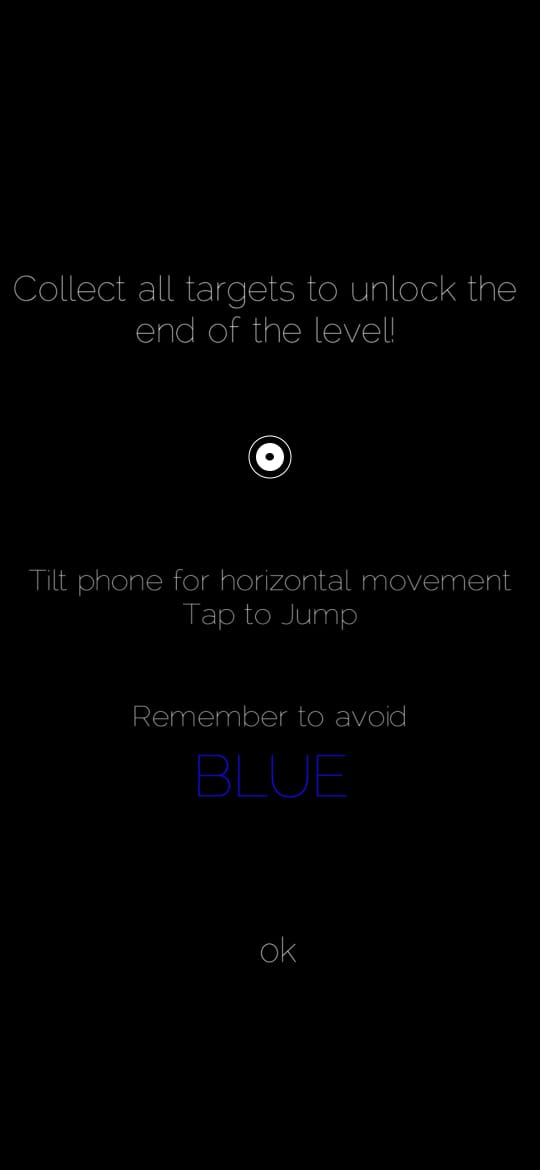 Collect all targets to unlock the
end of the level!
Tilt phone for horizontal movement
Tap to Jump
Remember to avoid
BLUE
ok